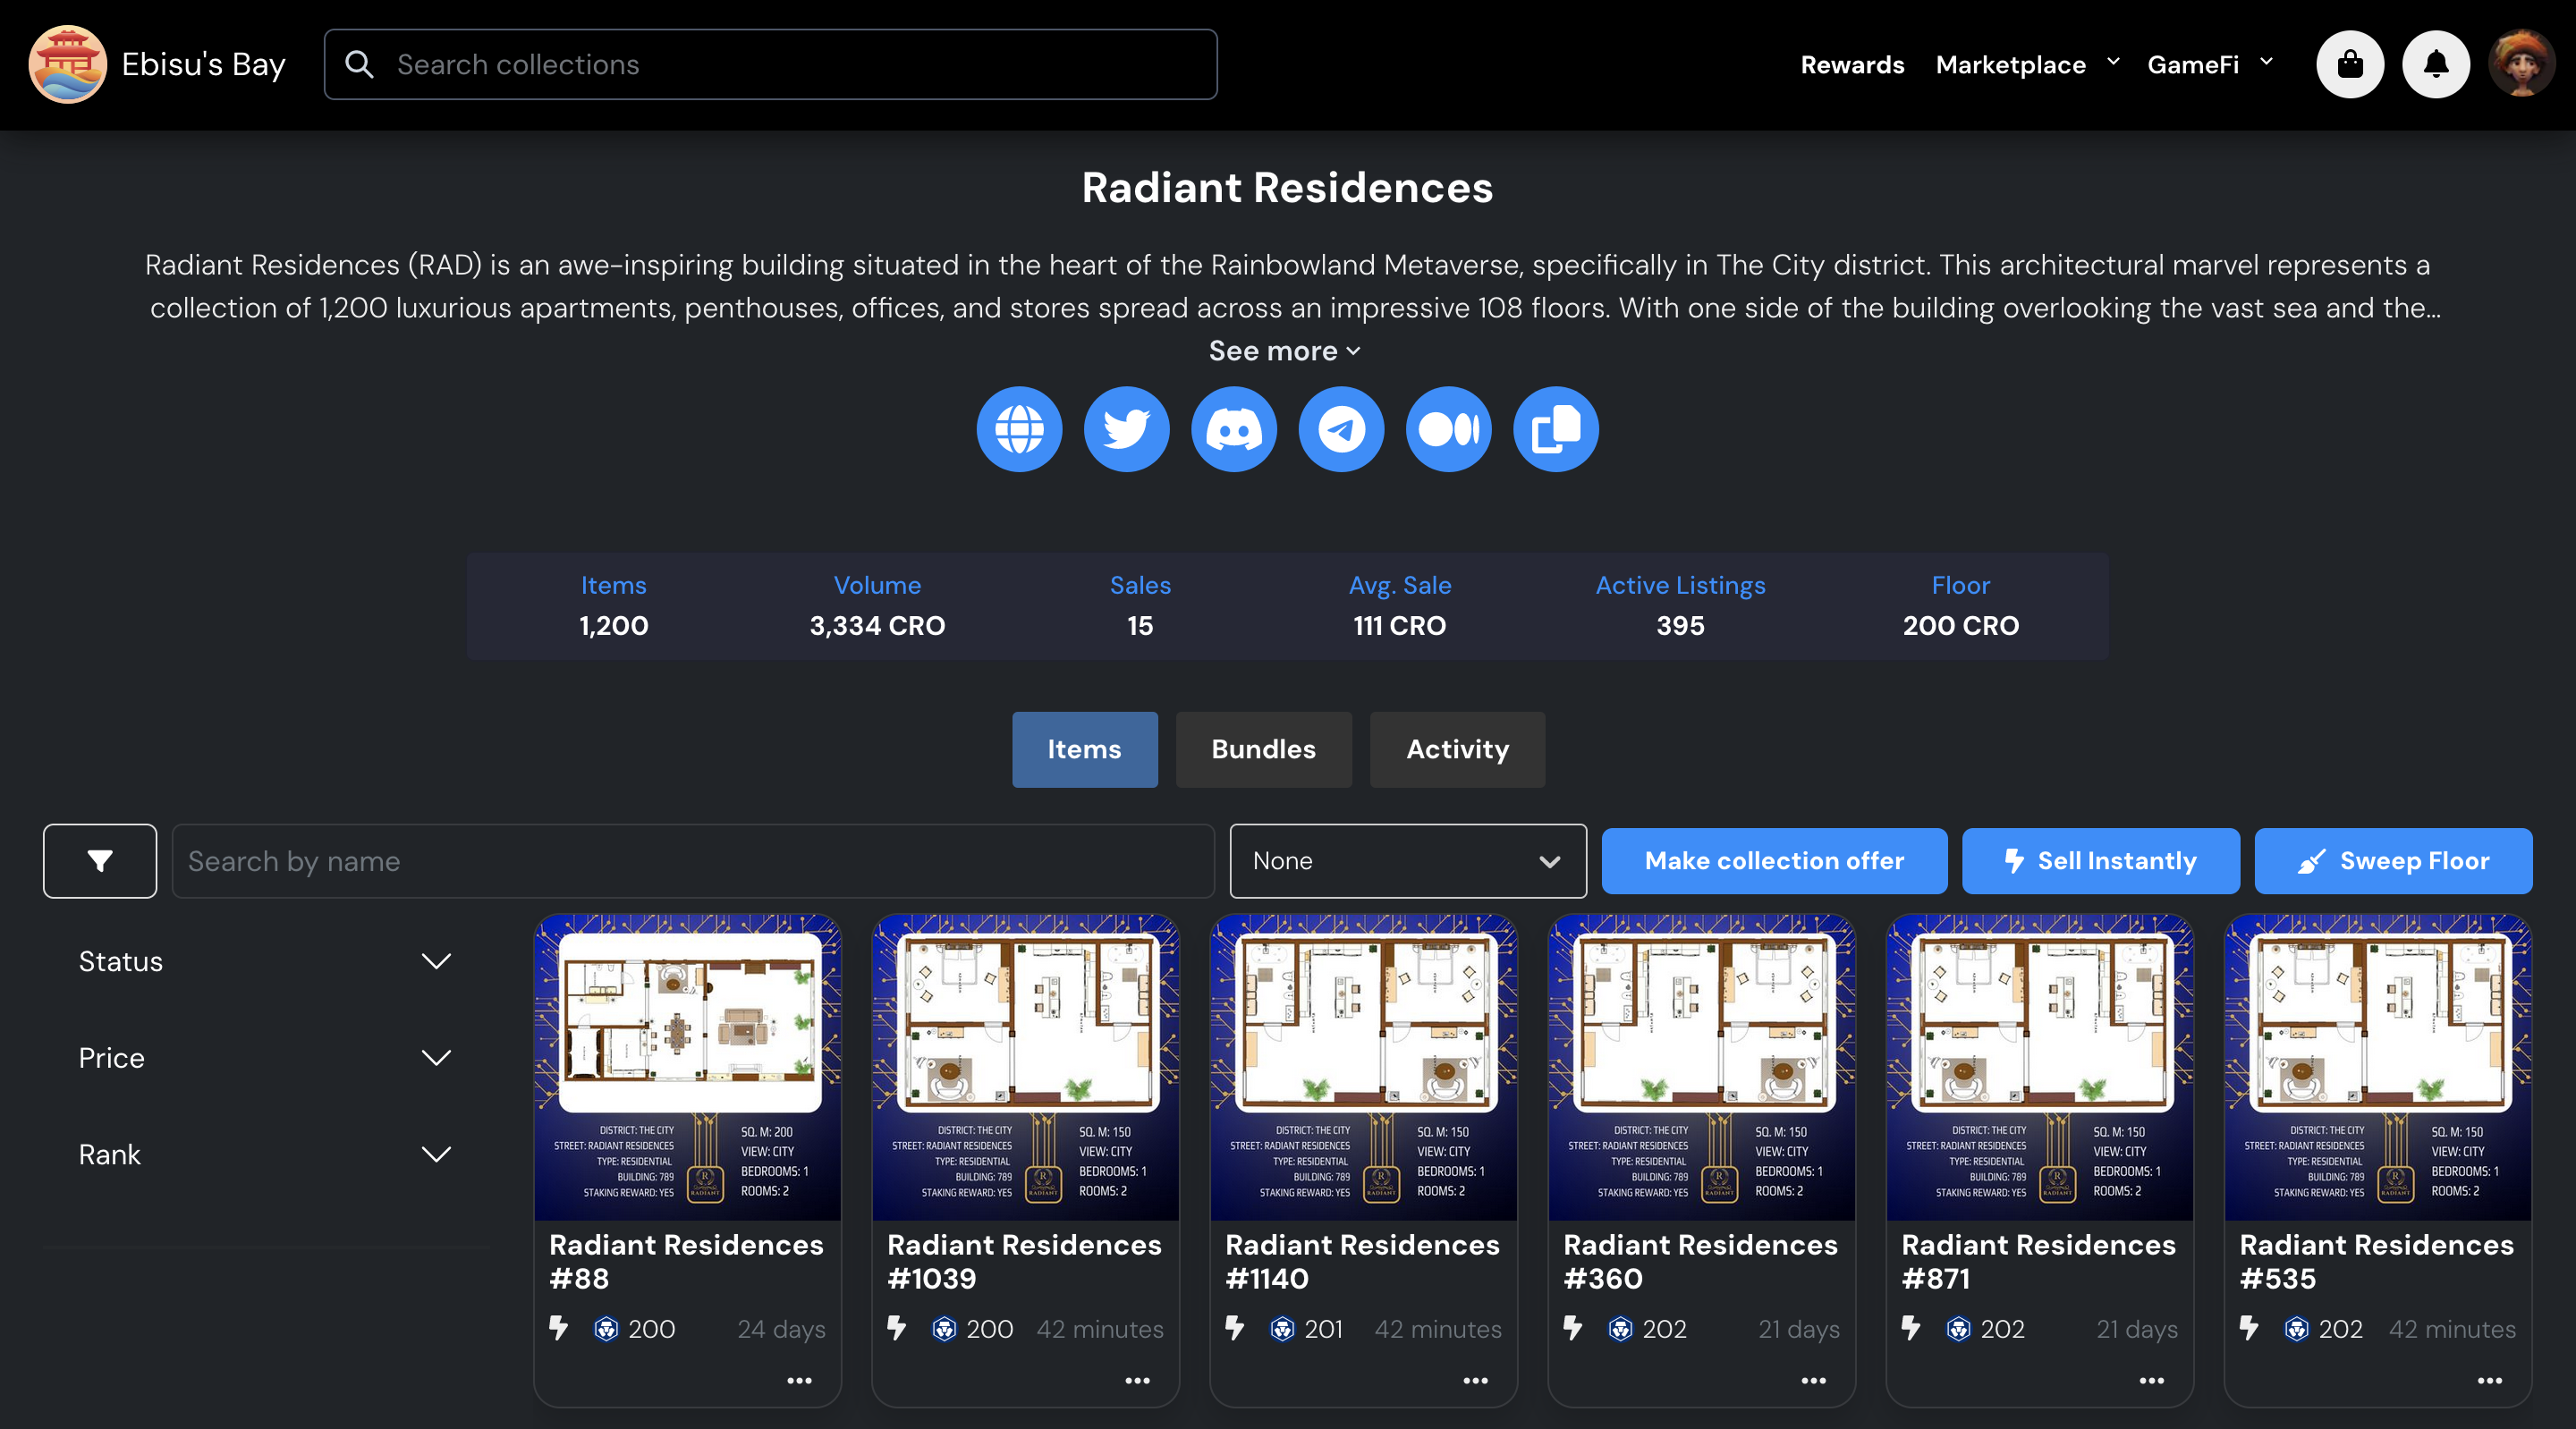 Ebisu's Bay
Search collections
Rewards
Marketplace
GameFi
Radiant Residences
Radiant Residences (RAD) is an awe-inspiring building situated in the heart of the Rainbowland Metaverse, specifically in The City district. This architectural marvel represents a
collection of 1,200 luxurious apartments, penthouses, offices, and stores spread across an impressive 108 floors. With one side of the building overlooking the vast sea and the...
See more
Items
1,200
Volume
3,334 CRO
Sales
15
Avg. Sale
111 CRO
Active Listings
395
Floor
200 CRO
Items
Bundles
Activity
Search by name
None
Make collection offer
Sell Instantly
Sweep Floor
Status
Price
Rank
DISTRICT: THE CITY
STREET: RADIANT RESIDENCES
TYPE: RESIDENTIAL
BUILDING: 789
STAKING REWARD: YES
R
RADIANT
SQ. M: 200
VIEW: CITY
BEDROOMS: 1
ROOMS: 2
Radiant Residences
#88
200
24 days
DISTRICT: THE CITY
STREET: RADIANT RESIDENCES
TYPE: RESIDENTIAL
BUILDING: 789
STAKING REWARD: YES
R
RADIANT
SQ. M: 150
VIEW: CITY
BEDROOMS: 1
ROOMS: 2
Radiant Residences
#1039
200
42 minutes
DISTRICT: THE CITY
STREET: RADIANT RESIDENCES
TYPE: RESIDENTIAL
BUILDING: 789
STAKING REWARD: YES
R
RADIANT
SQ. M: 150
VIEW: CITY
BEDROOMS: 1
ROOMS: 2
Radiant Residences
#1140
201
42 minutes
DISTRICT: THE CITY
STREET: RADIANT RESIDENCES
TYPE: RESIDENTIAL
BUILDING: 789
STAKING REWARD: YES
R
RADIANT
SQ. M: 150
VIEW: CITY
BEDROOMS: 1
ROOMS: 2
Radiant Residences
#360
202
21 days
DISTRICT: THE CITY
STREET: RADIANT RESIDENCES
TYPE: RESIDENTIAL
BUILDING: 789
STAKING REWARD: YES
R
RADIANT
SQ. M: 150
VIEW: CITY
BEDROOMS: 1
ROOMS: 2
Radiant Residences
#871
202
21 days
DISTRICT: THE CITY
STREET: RADIANT RESIDENCES
TYPE: RESIDENTIAL
BUILDING: 789
STAKING REWARD: YES
R
RADIANT
SQ. M: 150
VIEW: CITY
BEDROOMS: 1
ROOMS: 2
Radiant Residences
#535
202
42 minutes